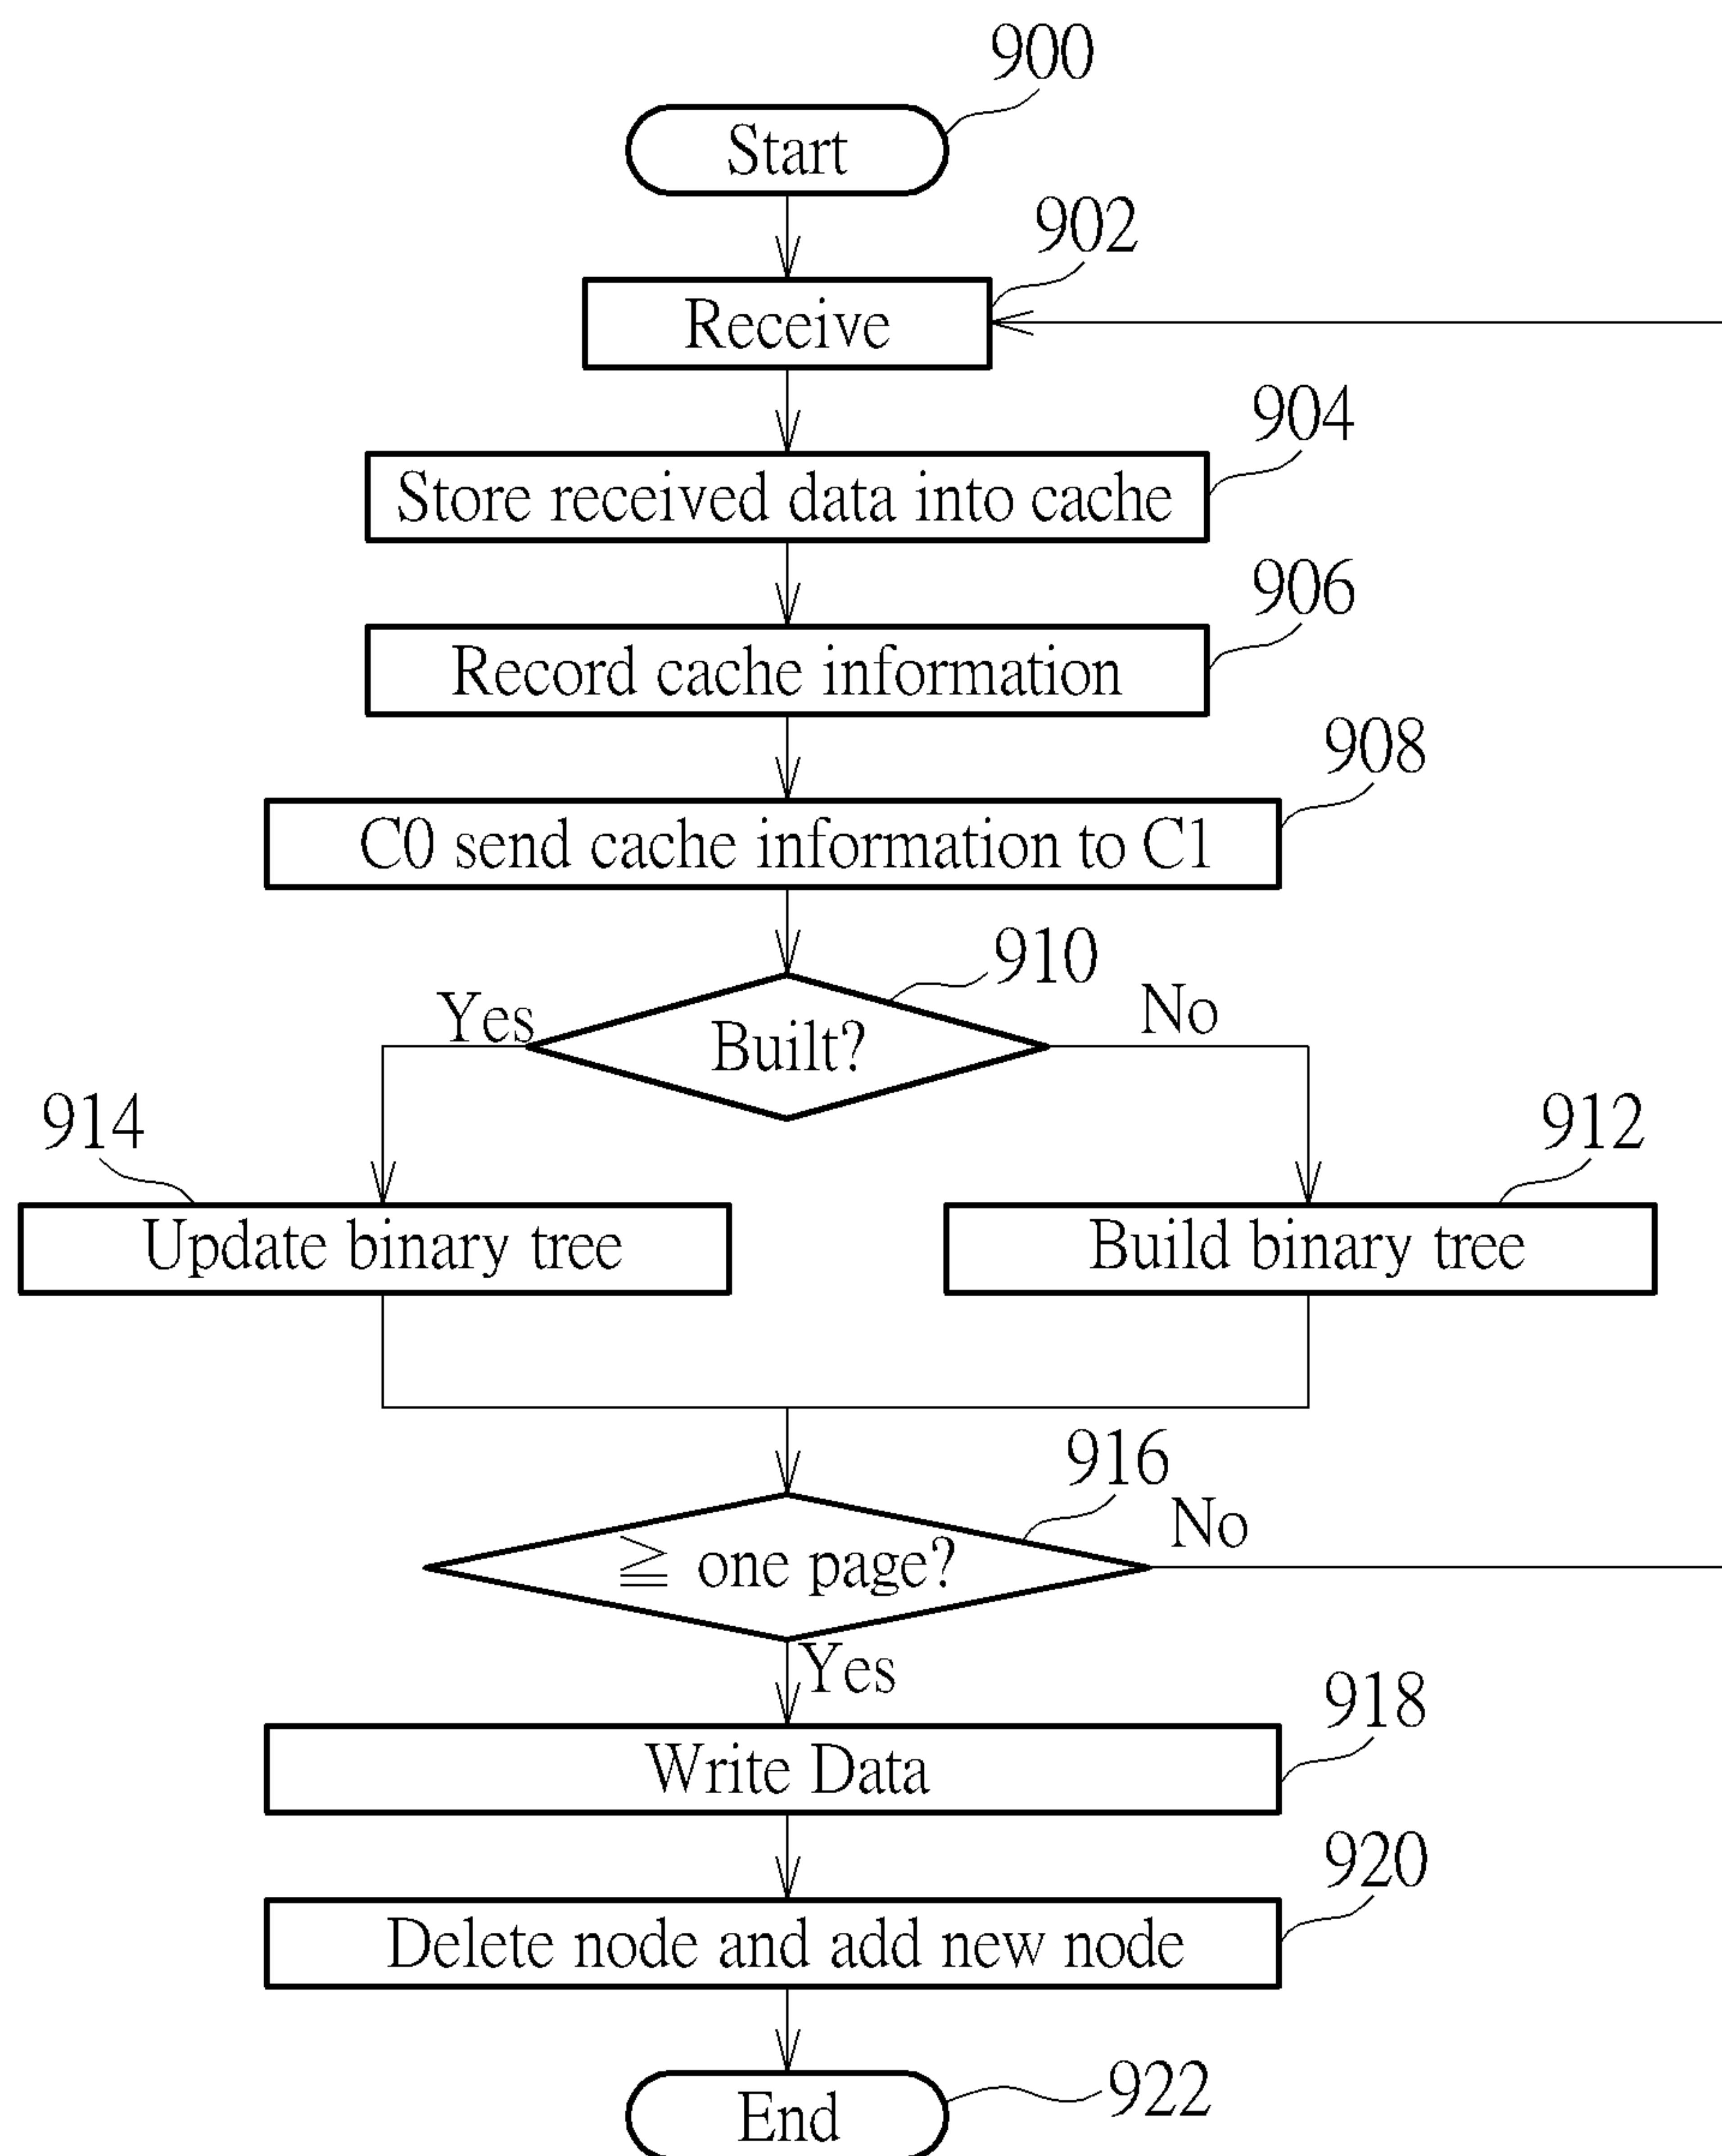 900
Start
902
Receive
904
Store received data into cache
906
Record cache information
908
C0 send cache information to C1
910
Yes
Built?
No
914
912
Update binary tree
Build binary tree
916
≧ one page?
No
Yes
918
Write Data
920
Delete node and add new node
End
922